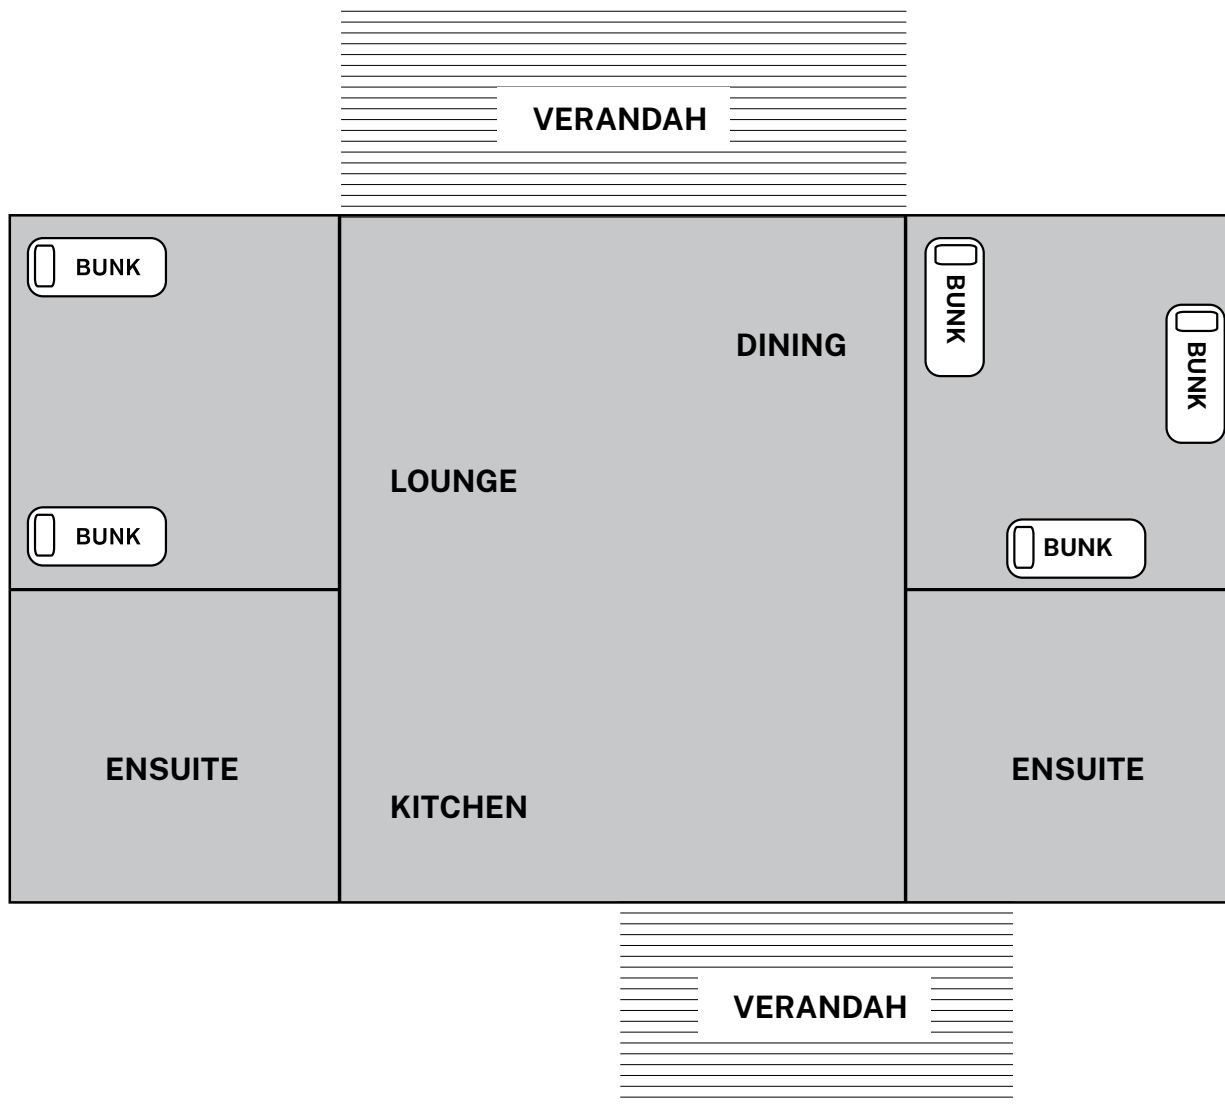 VERANDAH
BUNK
BUNK
BUNK
DINING
LOUNGE
BUNK
BUNK
ENSUITE
ENSUITE
KITCHEN
VERANDAH